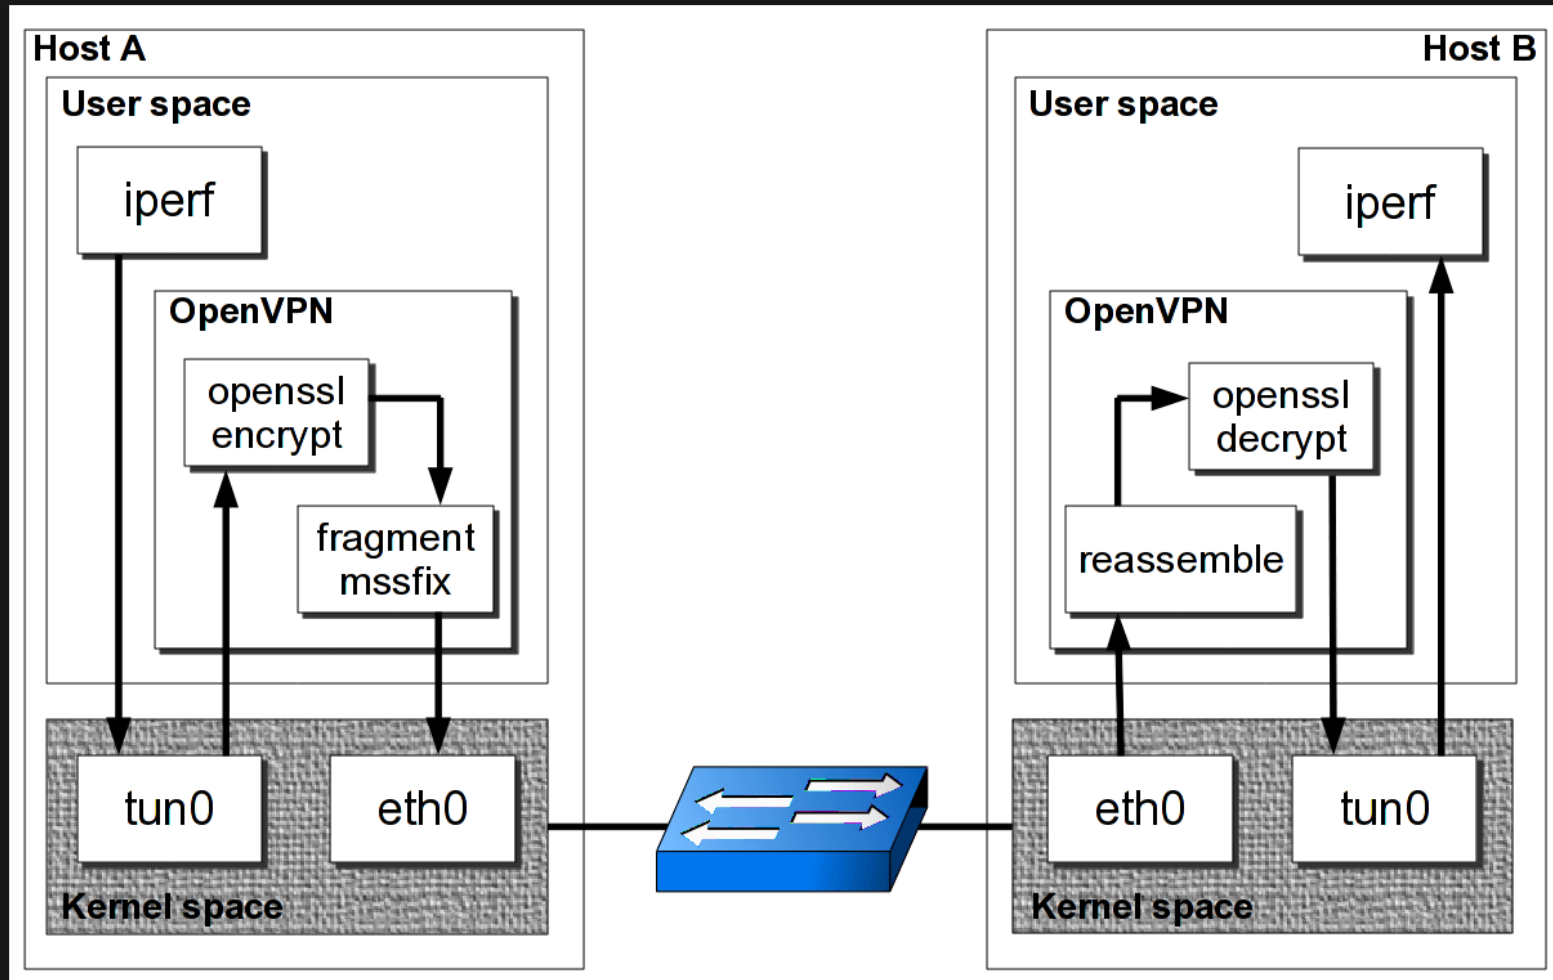 Host A
User space
iperf
OpenVPN
openssl
encrypt
fragment
mssfix
tun0
eth0
Kernel space
Host B
User space
iperf
OpenVPN
openssl
decrypt
reassemble
eth0
tun0
Kernel space